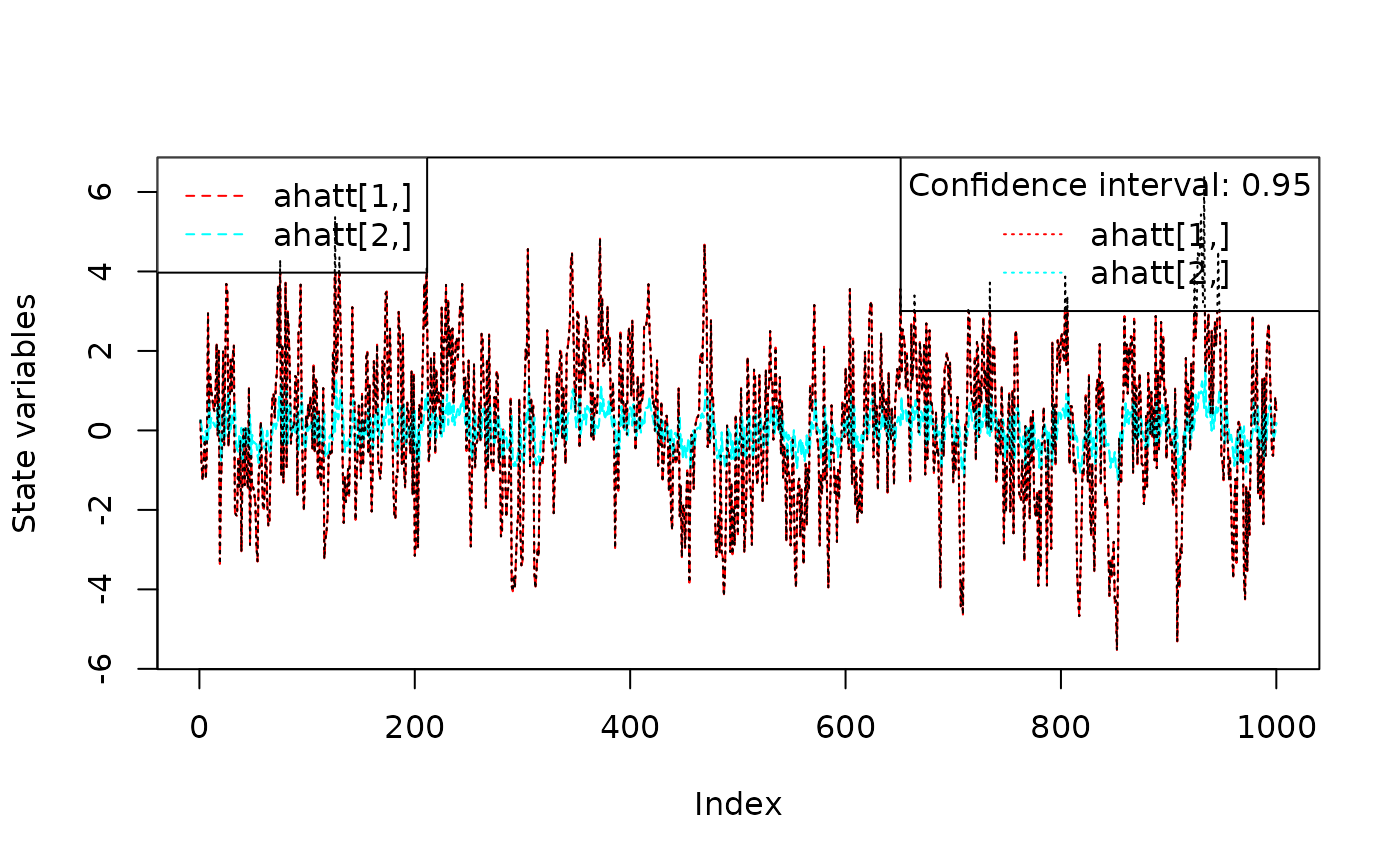 ahatt[1,]
ahatt[2,]
Confidence interval: 0.95
ahatt[1,]
ahatt[2,]
State variables
6
4
2
0
-2
-4
-6
0 200 400 600 800 1000
Index